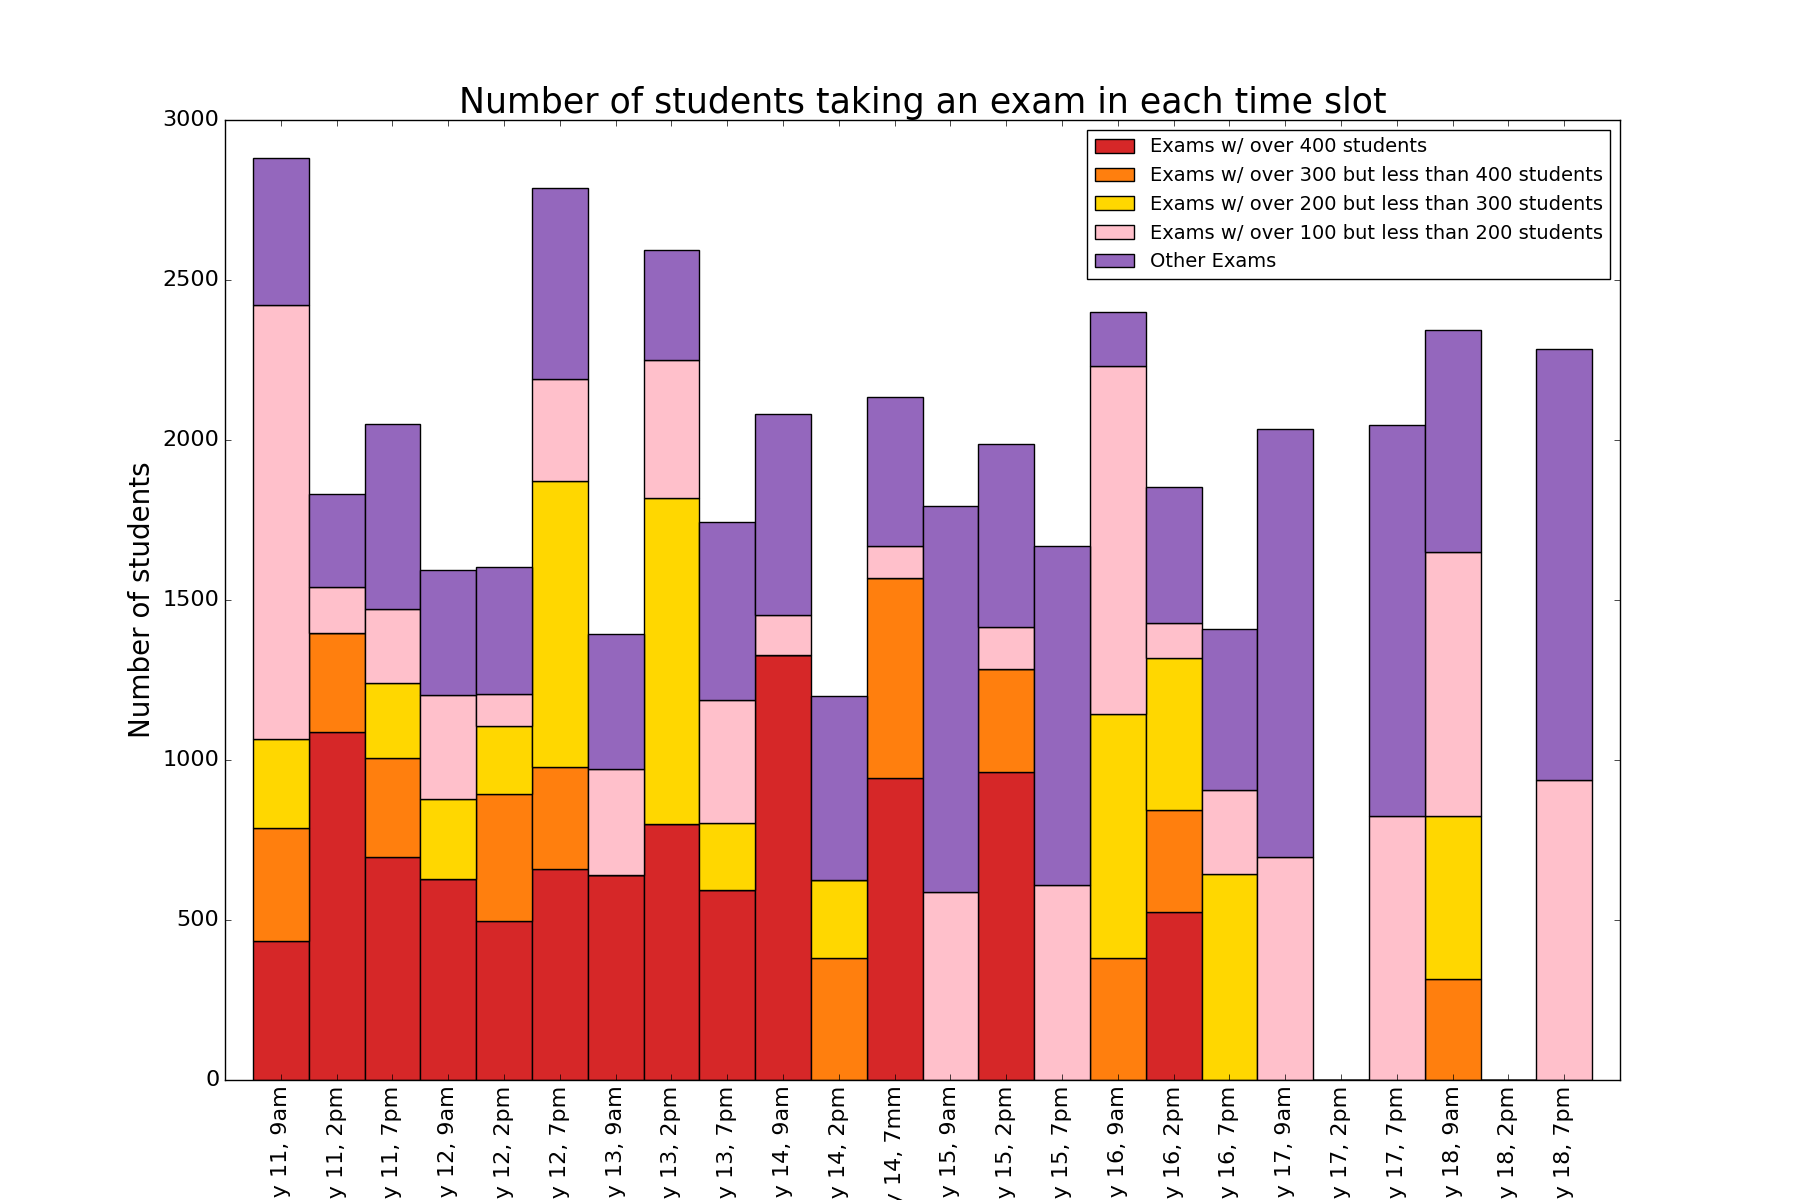 Number of students taking an exam in each time slot
Exams w/ over 400 students
Exams w/ over 300 but less than 400 students
Exams w/ over 200 but less than 300 students
Exams w/ over 100 but less than 200 students
Other Exams
Number of students
3000
2500
2000
1500
1000
500
0
y 11, 9am
y 11, 2pm
y 11, 7pm
y 12, 9am
y 12, 2pm
y 12, 7pm
y 13, 9am
y 13, 2pm
y 13, 7pm
y 14, 9am
y 14, 2pm
y 14, 7mm
y 15, 9am
y 15, 2pm
y 15, 7pm
y 16, 9am
y 16, 2pm
y 16, 7pm
y 17, 9am
y 17, 2pm
y 17, 7pm
y 18, 9am
y 18, 2pm
y 18, 7pm